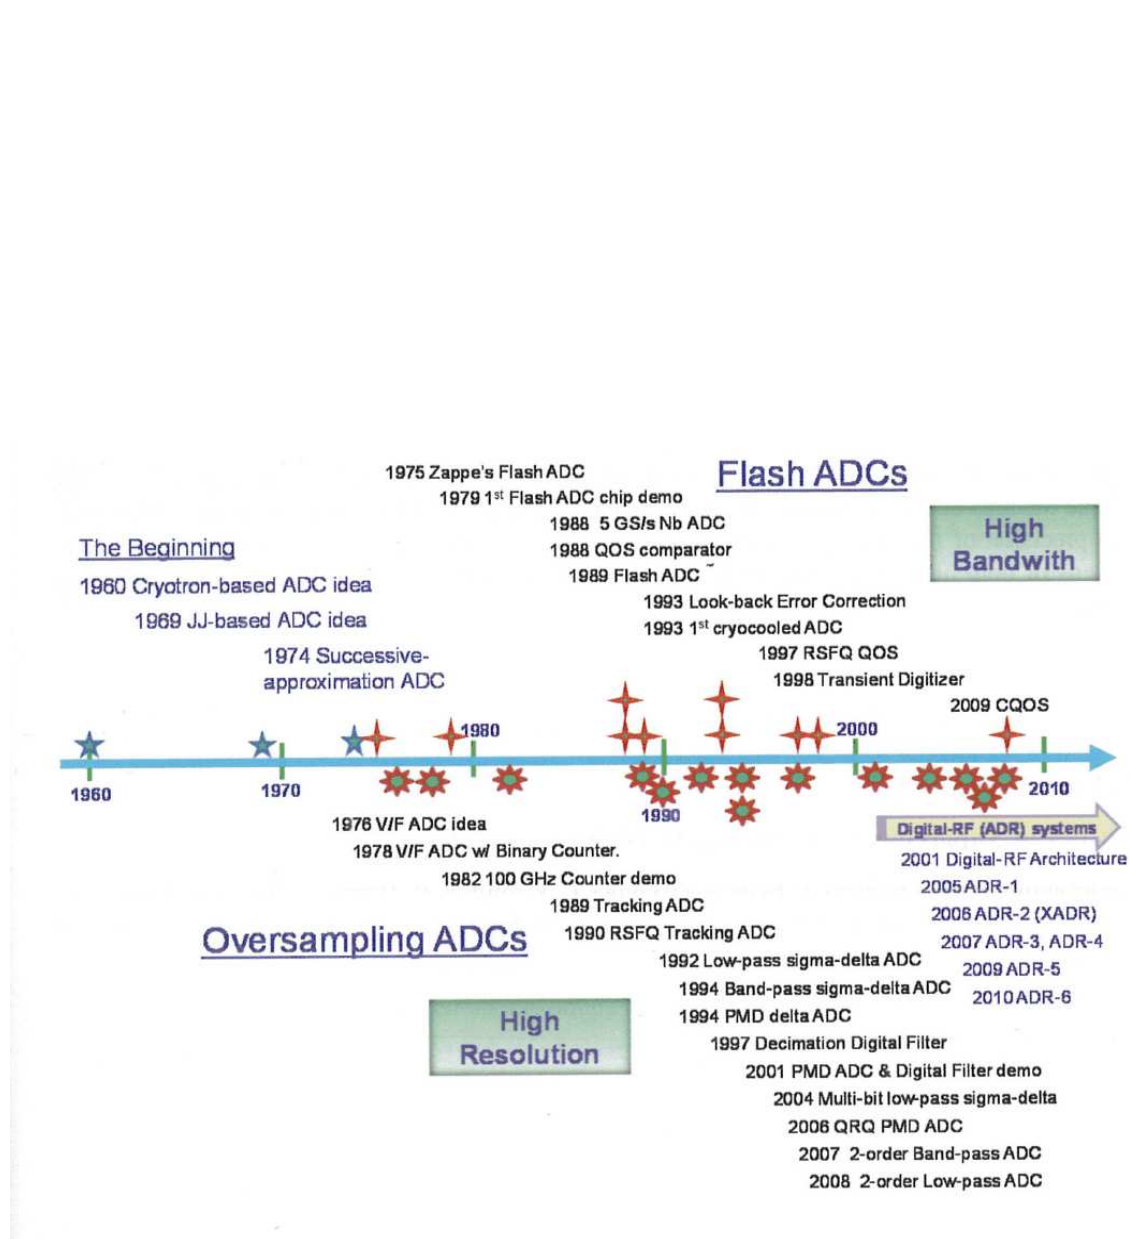 1975 Zappe's Flash ADC
Flash ADCs
1979 1st Flash ADC chip demo
1988 5 GS/s Nb ADC
High
Bandwith
The Beginning
1988 QOS comparator
1960 Cryotron-based ADC idea
1989 Flash ADC
1993 Look-back Error Correction
1969 JJ-based ADC idea
1993 1st cryocooled ADC
1974 Successive-
approximation ADC
1997 RSFQ QOS
1998 Transient Digitizer
2009 CQOS
1980
2000
1960
1970
1990
2010
1976 V/F ADC idea
1978 V/F ADC w/ Binary Counter.
1982 100 GHz Counter demo
1989 Tracking ADC
1990 RSFQ Tracking ADC
Oversampling ADCs
High
Resolution
1992 Low-pass sigma-delta ADC
1994 Band-pass sigma-delta ADC
1994 PMD delta ADC
1997 Decimation Digital Filter
2001 PMD ADC & Digital Filter demo
2004 Multi-bit low-pass sigma-delta
2006 QRQ PMD ADC
2007 2-order Band-pass ADC
2008 2-order Low-pass ADC
Digital-RF (ADR) systems
2001 Digital-RF Architecture
2005 ADR-1
2006 ADR-2 (XADR)
2007 ADR-3, ADR-4
2009 ADR-5
2010 ADR-6